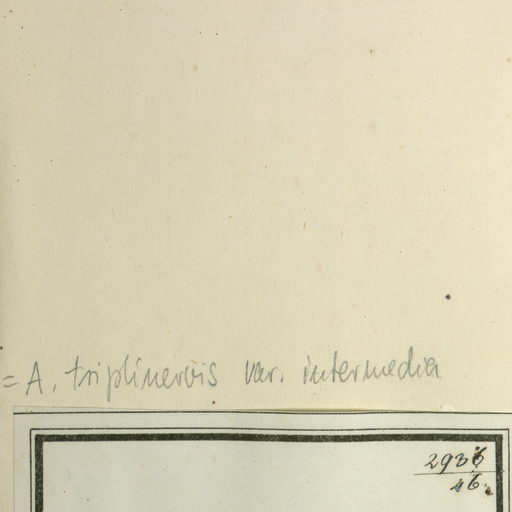 = A. triplinervis var. intermedia
2936
46.